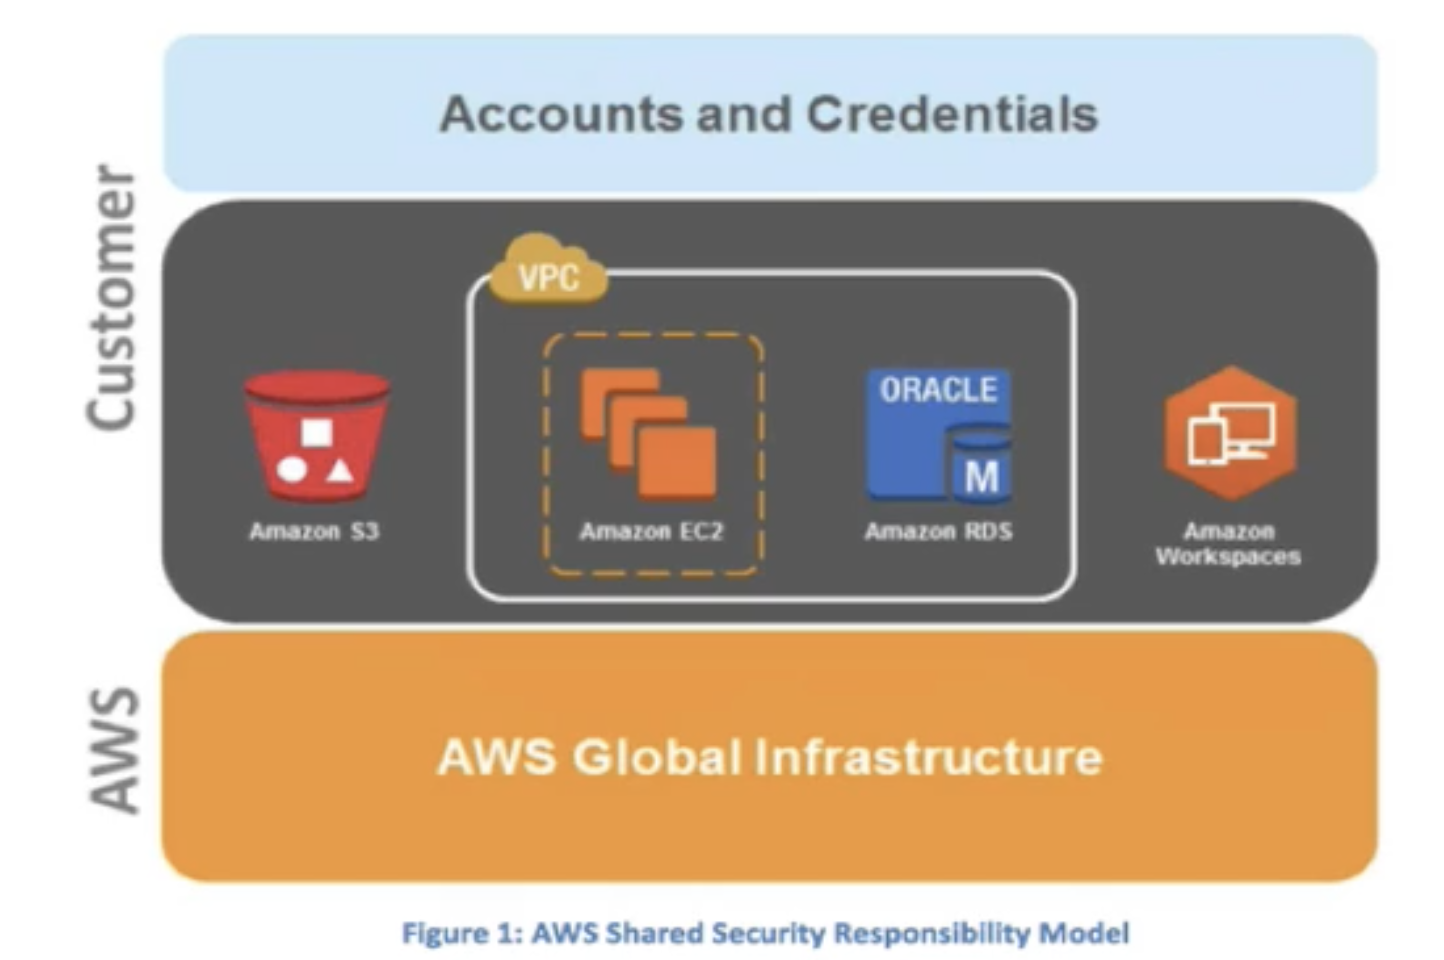 Accounts and Credentials
Customer
VPC
ORACLE
M
Amazon S3
Amazon EC2
Amazon RDS
Amazon
Workspaces
AWS
AWS Global Infrastructure
Figure 1: AWS Shared Security Responsibility Model